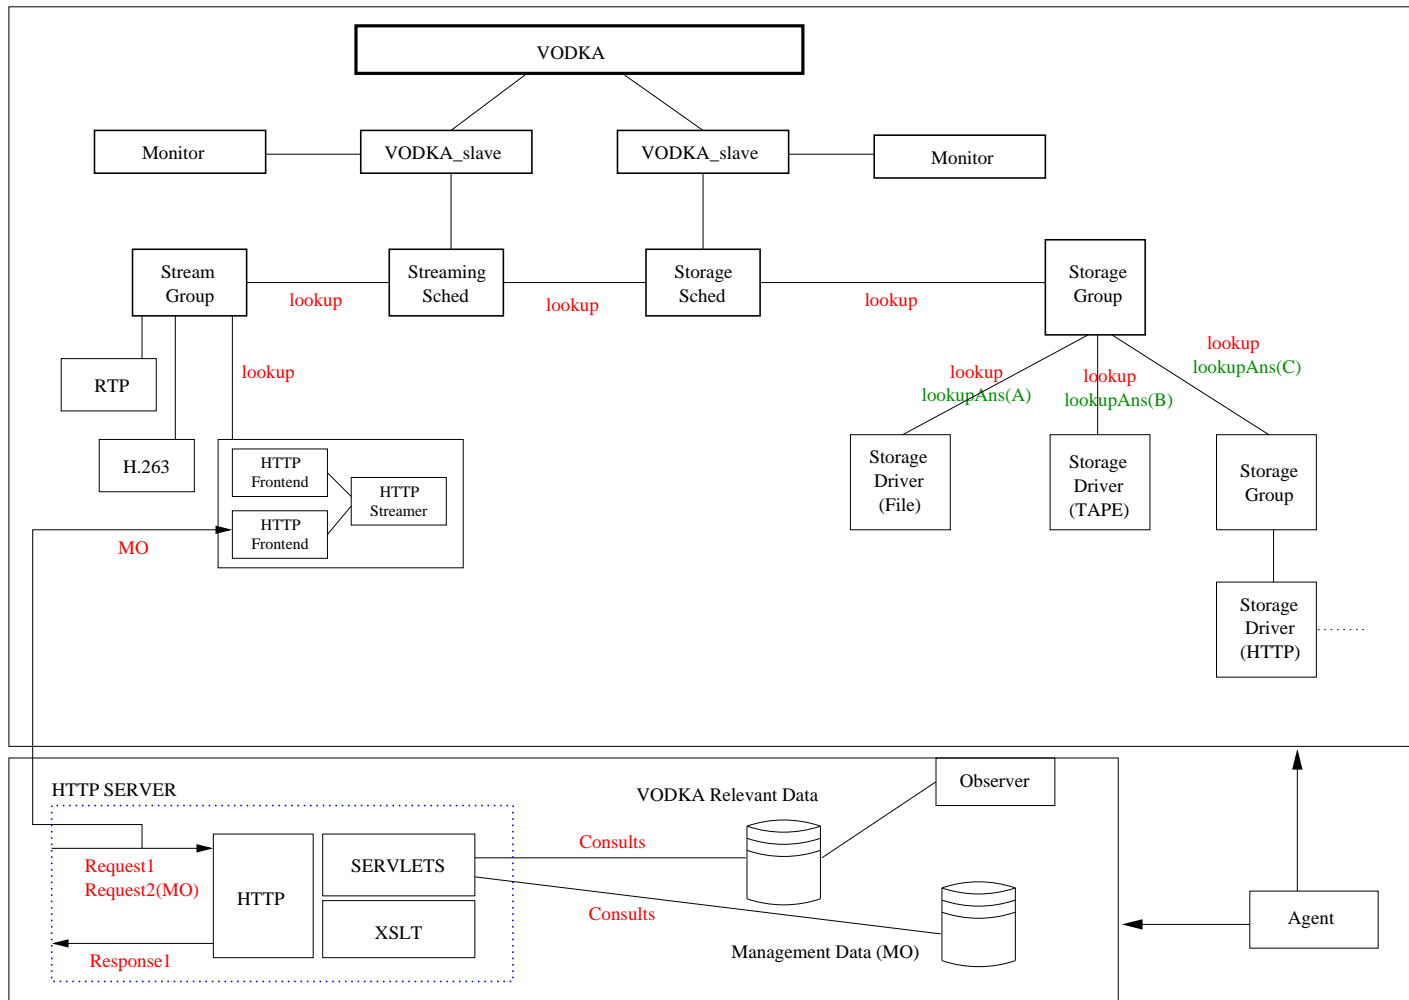 VODKA
Monitor
VODKA_slave
VODKA_slave
Monitor
Stream
Group
lookup
Streaming
Sched
lookup
Storage
Sched
lookup
Storage
Group
RTP
lookup
H.263
HTTP
Frontend
HTTP
Streamer
HTTP
Frontend
MO
lookup
lookupAns(A)
lookup
lookupAns(B)
lookup
lookupAns(C)
Storage
Driver
(File)
Storage
Driver
(TAPE)
Storage
Group
Storage
Driver
(HTTP)
HTTP SERVER
Request1
Request2(MO)
Response1
HTTP
SERVLETS
XSLT
Consults
Consults
VODKA Relevant Data
Observer
Management Data (MO)
Agent